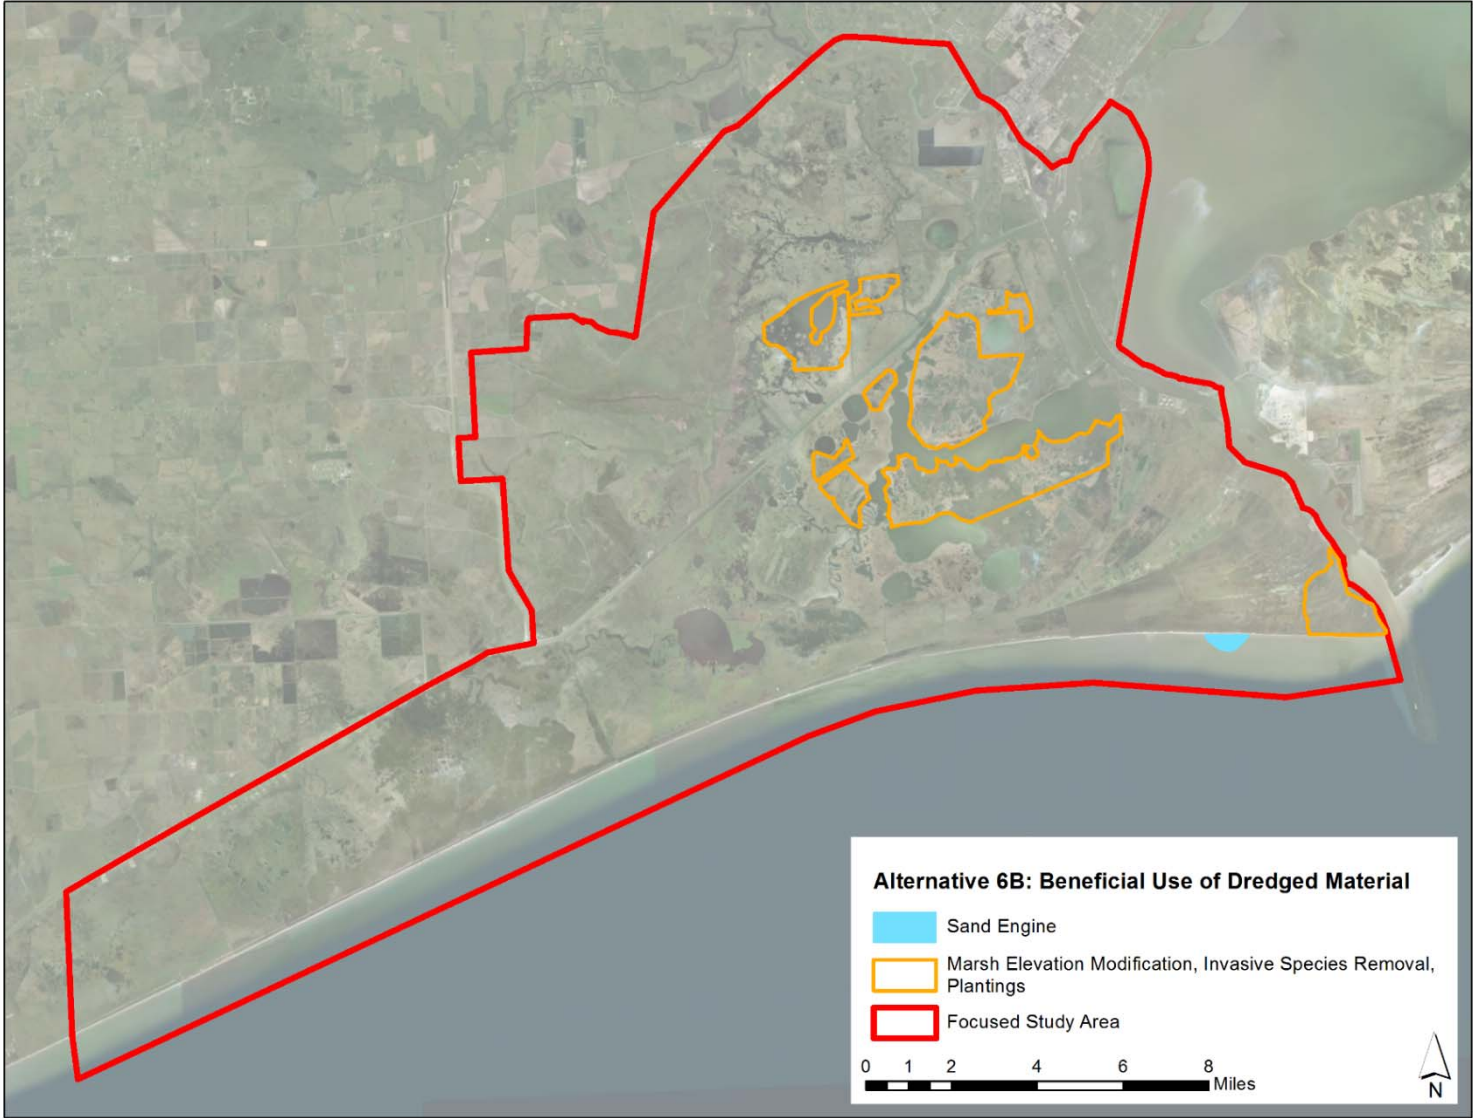 Alternative 6B: Beneficial Use of Dredged Material
Sand Engine
Marsh Elevation Modification, Invasive Species Removal,
Plantings
Focused Study Area
0 1 2 4 6 8
Miles
N